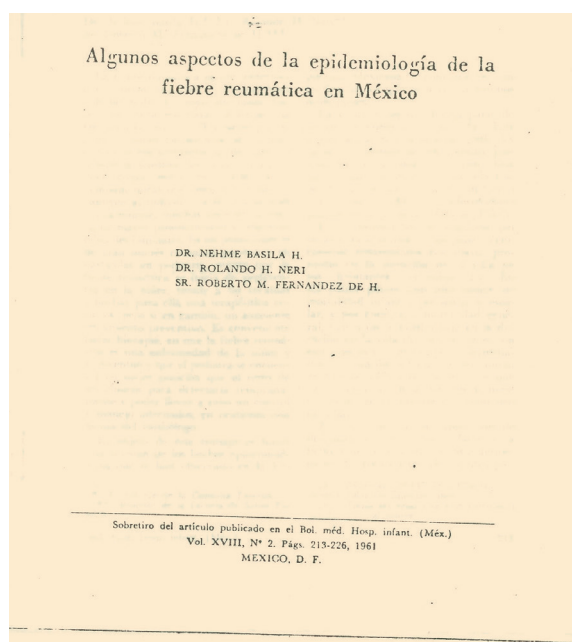 Algunos aspectos de la epidemiología de la
fiebre reumática en México
DR. NEHME BASILA H.
DR. ROLANDO H. NERI
SR. ROBERTO M. FERNANDEZ DE H.
Sobretiro del artículo publicado en el Bol. méd. Hosp. infant. (Méx.)
Vol. XVIII, Nº 2. Págs. 213-226, 1961
MEXICO, D. F.